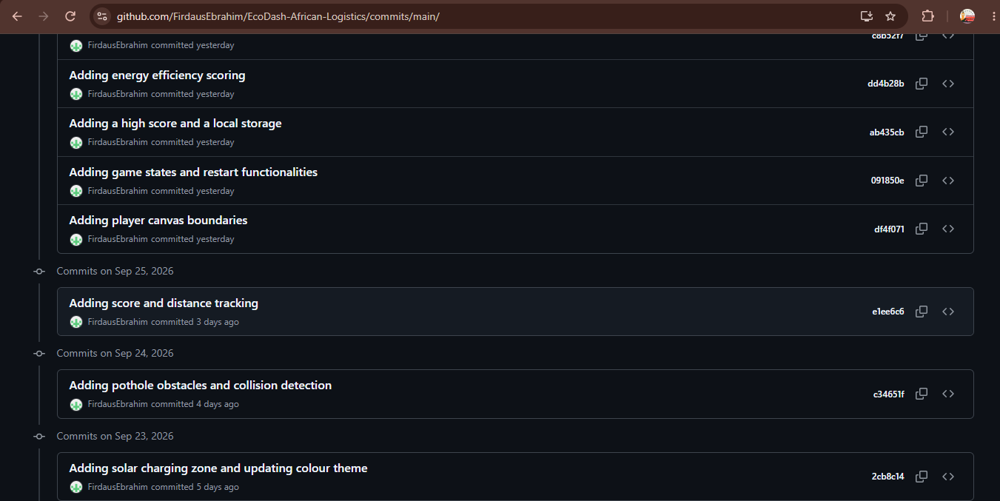 github.com/FirdausEbrahim/EcoDash-African-Logistics/commits/main/
c8b52f7
FirdausEbrahim committed yesterday
Adding energy efficiency scoring
dd4b28b
FirdausEbrahim committed yesterday
Adding a high score and a local storage
ab435cb
FirdausEbrahim committed yesterday
Adding game states and restart functionalities
091850e
FirdausEbrahim committed yesterday
Adding player canvas boundaries
df4f071
FirdausEbrahim committed yesterday
Commits on Sep 25, 2026
Adding score and distance tracking
e1ee6c6
FirdausEbrahim committed 3 days ago
Commits on Sep 24, 2026
Adding pothole obstacles and collision detection
c34651f
FirdausEbrahim committed 4 days ago
Commits on Sep 23, 2026
Adding solar charging zone and updating colour theme
2cb8c14
FirdausEbrahim committed 5 days ago